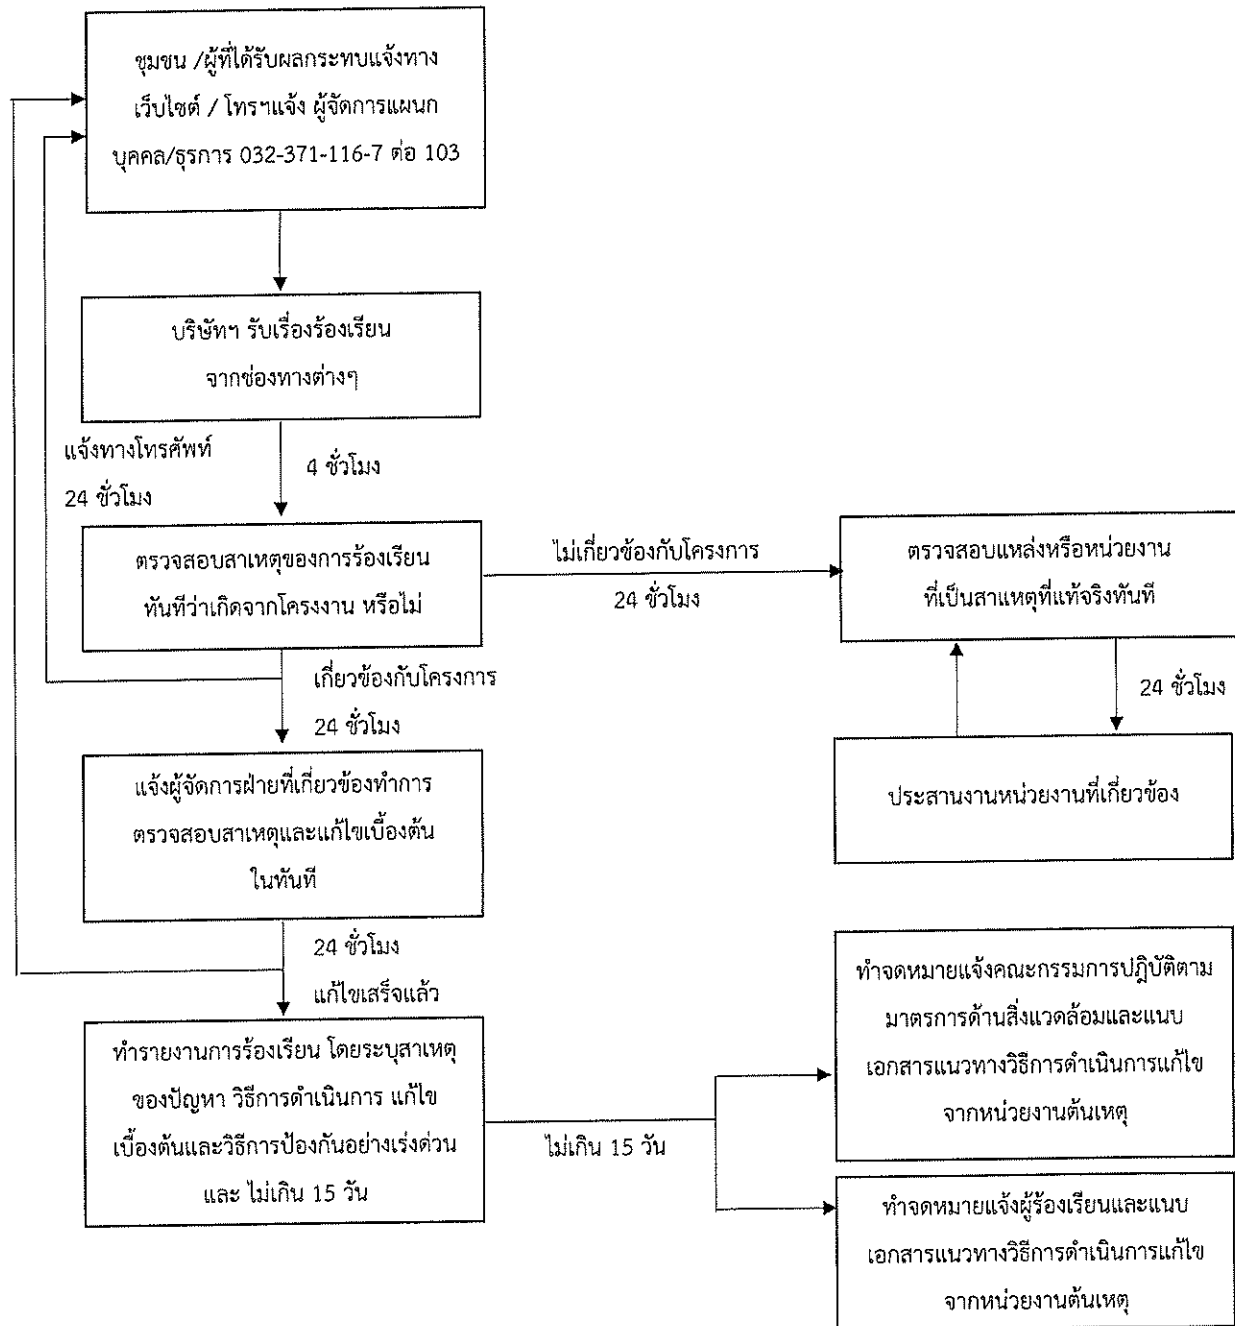 ชุมชน /ผู้ที่ได้รับผลกระทบแจ้งทาง
เว็บไซต์ / โทรฯแจ้ง ผู้จัดการแผนก
บุคคล/ธุรการ 032-371-116-7 ต่อ 103
บริษัทฯ รับเรื่องร้องเรียน
จากช่องทางต่างๆ
แจ้งทางโทรศัพท์
24 ชั่วโมง
4 ชั่วโมง
ตรวจสอบสาเหตุของการร้องเรียน
ทันทีว่าเกิดจากโครงงาน หรือไม่
ไม่เกี่ยวข้องกับโครงการ
24 ชั่วโมง
ตรวจสอบแหล่งหรือหน่วยงาน
ที่เป็นสาแหตุที่แท้จริงทันที
เกี่ยวข้องกับโครงการ
24 ชั่วโมง
24 ชั่วโมง
แจ้งผู้จัดการฝ่ายที่เกี่ยวข้องทำการ
ตรวจสอบสาเหตุและแก้ไขเบื้องต้น
ในทันที
ประสานงานหน่วยงานที่เกี่ยวข้อง
24 ชั่วโมง
แก้ไขเสร็จแล้ว
ทำรายงานการร้องเรียน โดยระบุสาเหตุ
ของปัญหา วิธีการดำเนินการ แก้ไข
เบื้องต้นและวิธีการป้องกันอย่างเร่งด่วน
และ ไม่เกิน 15 วัน
ไม่เกิน 15 วัน
ทำจดหมายแจ้งคณะกรรมการปฎิบัติตาม
มาตรการด้านสิ่งแวดล้อมและแนบ
เอกสารแนวทางวิธีการดำเนินการแก้ไข
จากหน่วยงานต้นเหตุ
ทำจดหมายแจ้งผู้ร้องเรียนและแนบ
เอกสารแนวทางวิธีการดำเนินการแก้ไข
จากหน่วยงานต้นเหตุ